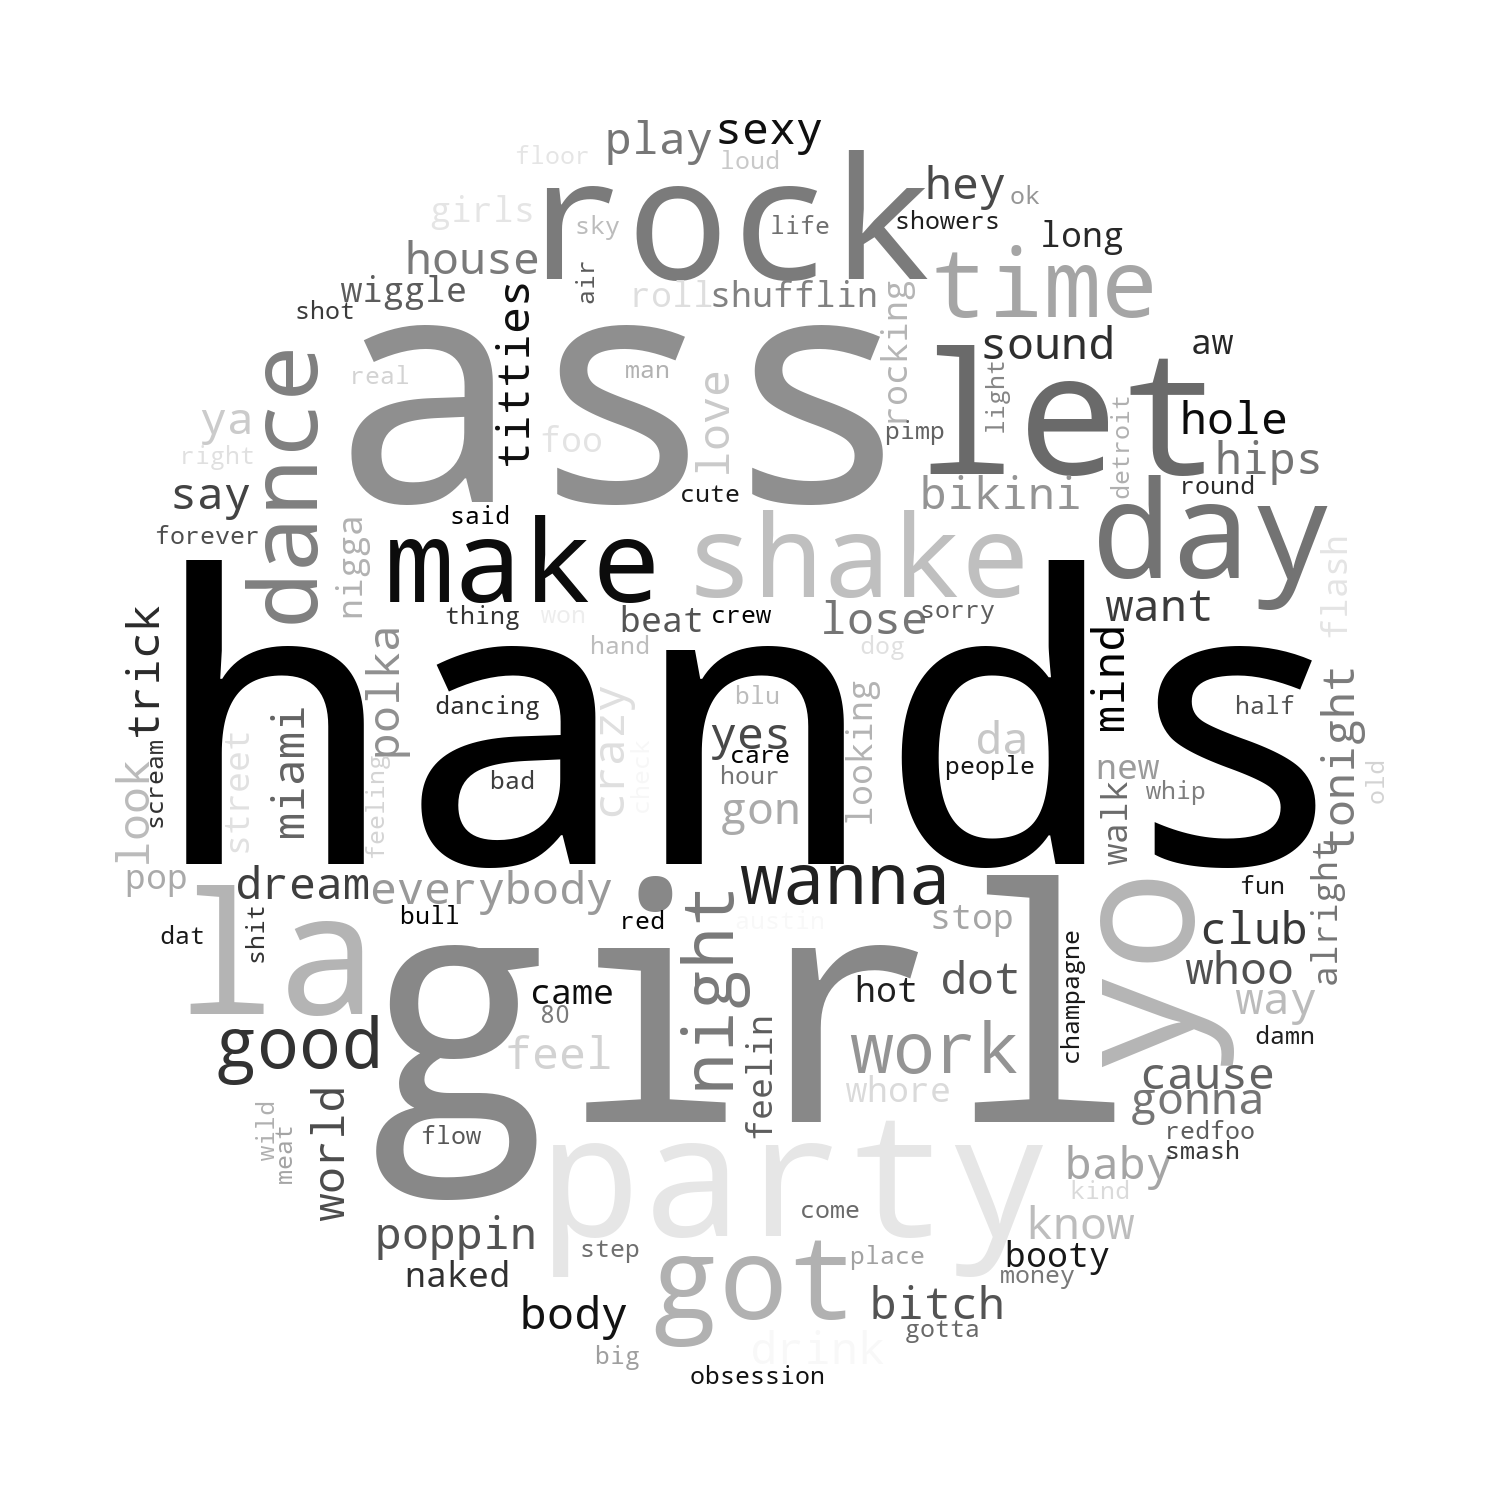 sexy
play
floor
loud
rock
hey
ok
girls
sky
life
showers
long
house
time
air
wiggle
roll
shufflin
shot
titties
rocking
sound
aw
ass
let
man
real
love
light
dance
detroit
ya
foo
pimp
hole
right
hips
say
cute
bikini
round
said
day
forever
nigga
make
shake
flash
want
thing
won
beat
crew
lose
sorry
trick
polka
hand
dog
mind
hands
dancing
blu
half
miami
crazy
yes
looking
da
tonight
scream
look
street
feeling
bad
check
care
hour
people
new
whip
old
gon
walk
pop
dream
everybody
wanna
fun
la
bull
red
austin
stop
yo
club
alright
dat
shit
girl
night
champagne
whoo
came
hot
dot
way
80
good
feel
feelin
work
damn
whore
cause
gonna
world
wild
meat
flow
redfoo
smash
party
baby
kind
come
know
poppin
step
place
booty
naked
got
money
body
bitch
gotta
big
drink
obsession